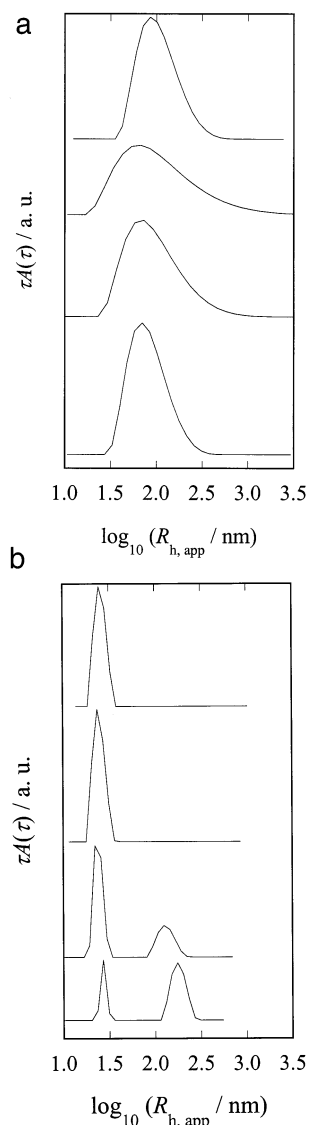 a
τA(τ) / a. u.
1.0 1.5 2.0 2.5 3.0 3.5
log10 (Rh, app / nm)
b
τA(τ) / a. u.
1.0 1.5 2.0 2.5 3.0 3.5
log10 (Rh, app / nm)